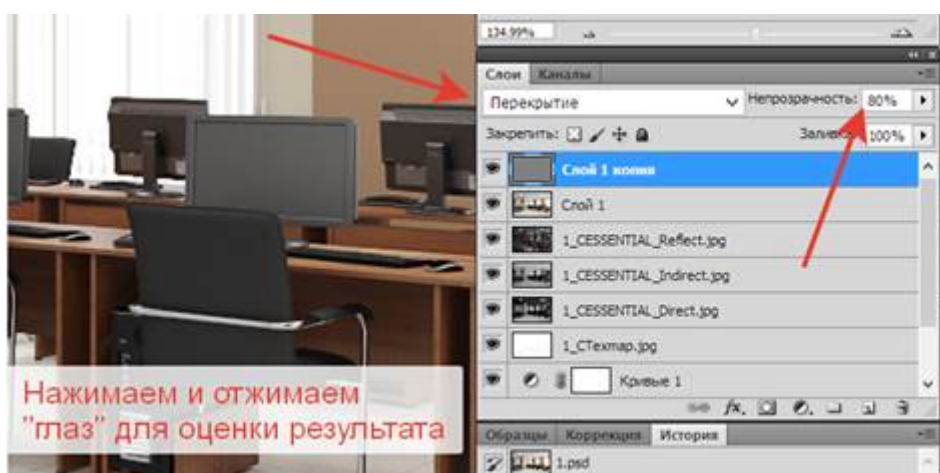 134.99%
Слои Каналы
Перекрытие Непрозрачность: 80%
Закрепить: Заливка: 100%
Слой 1 копия
Слой 1
1_CESSENTIAL_Reflect.jpg
1_CESSENTIAL_Indirect.jpg
1_CESSENTIAL_Direct.jpg
1_CTexmap.jpg
Кривые 1
fx.
Образцы Коррекция История
1.psd
Нажимаем и отжимаем
"глаз" для оценки результата